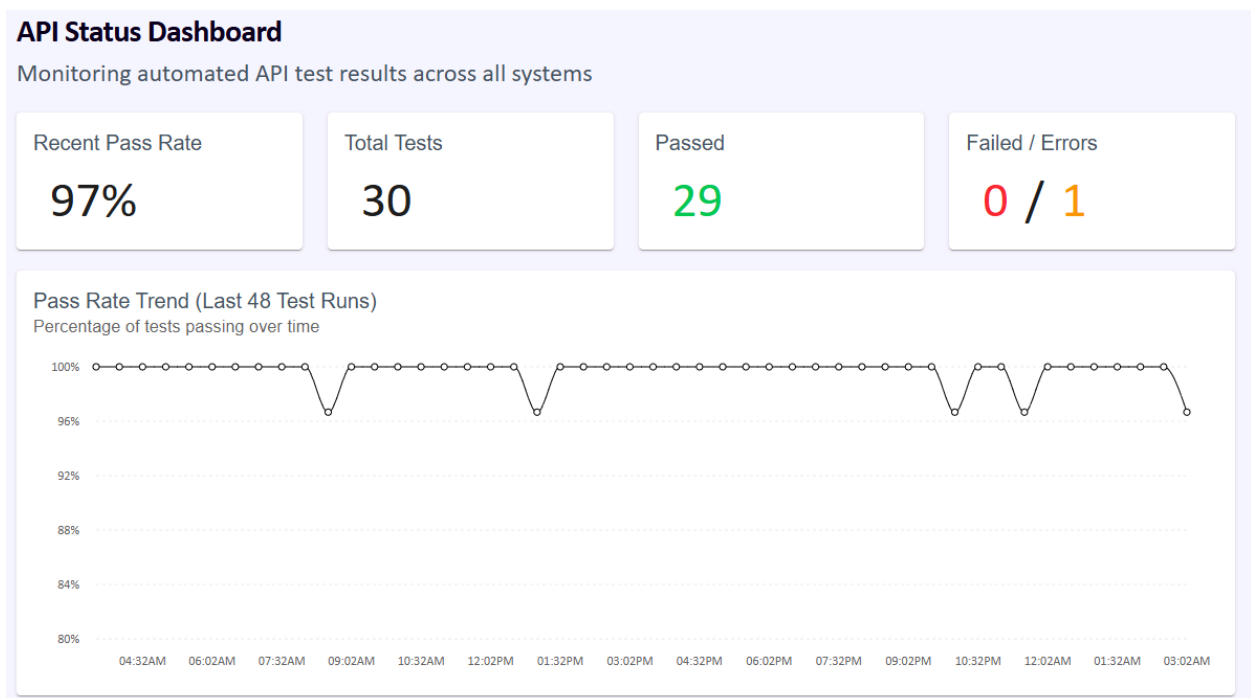 API Status Dashboard
Monitoring automated API test results across all systems
Recent Pass Rate
97%
Total Tests
30
Passed
29
Failed / Errors
0 / 1
Pass Rate Trend (Last 48 Test Runs)
Percentage of tests passing over time
100%
96%
92%
88%
84%
80%
04:32AM 06:02AM 07:32AM 09:02AM 10:32AM 12:02PM 01:32PM 03:02PM 04:32PM 06:02PM 07:32PM 09:02PM 10:32PM 12:02AM 01:32AM 03:02AM